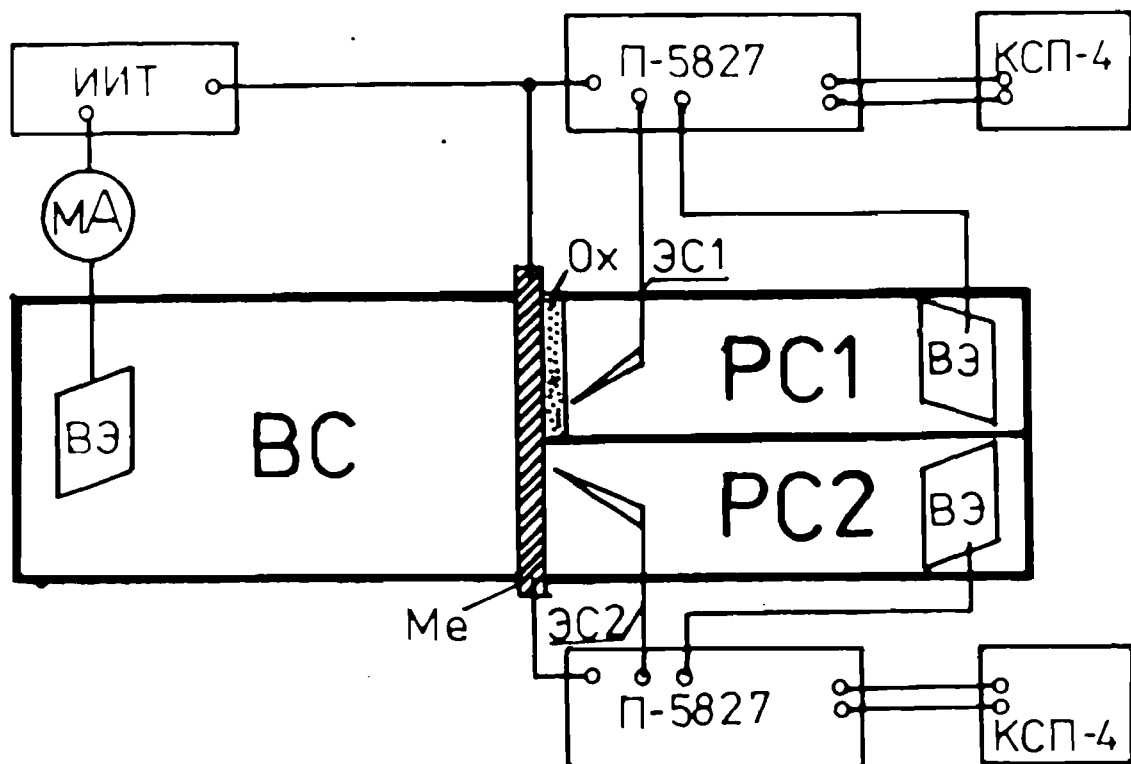 ИИТ
П-5827
КСП-4
МА
Ох
ЭС1
ВЭ
ВС
РС1
ВЭ
РС2
ВЭ
Ме
ЭС2
П-5827
КСП-4